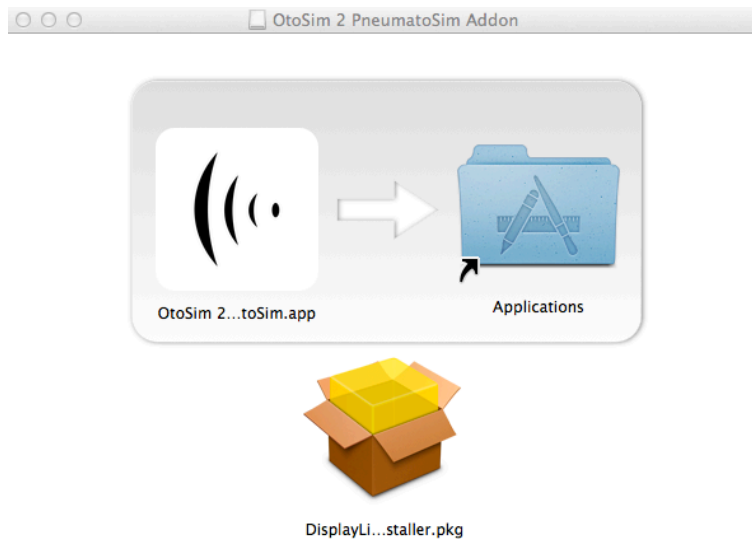 OtoSim 2 PneumatoSim Addon
OtoSim 2...toSim.app
Applications
DisplayLi...staller.pkg